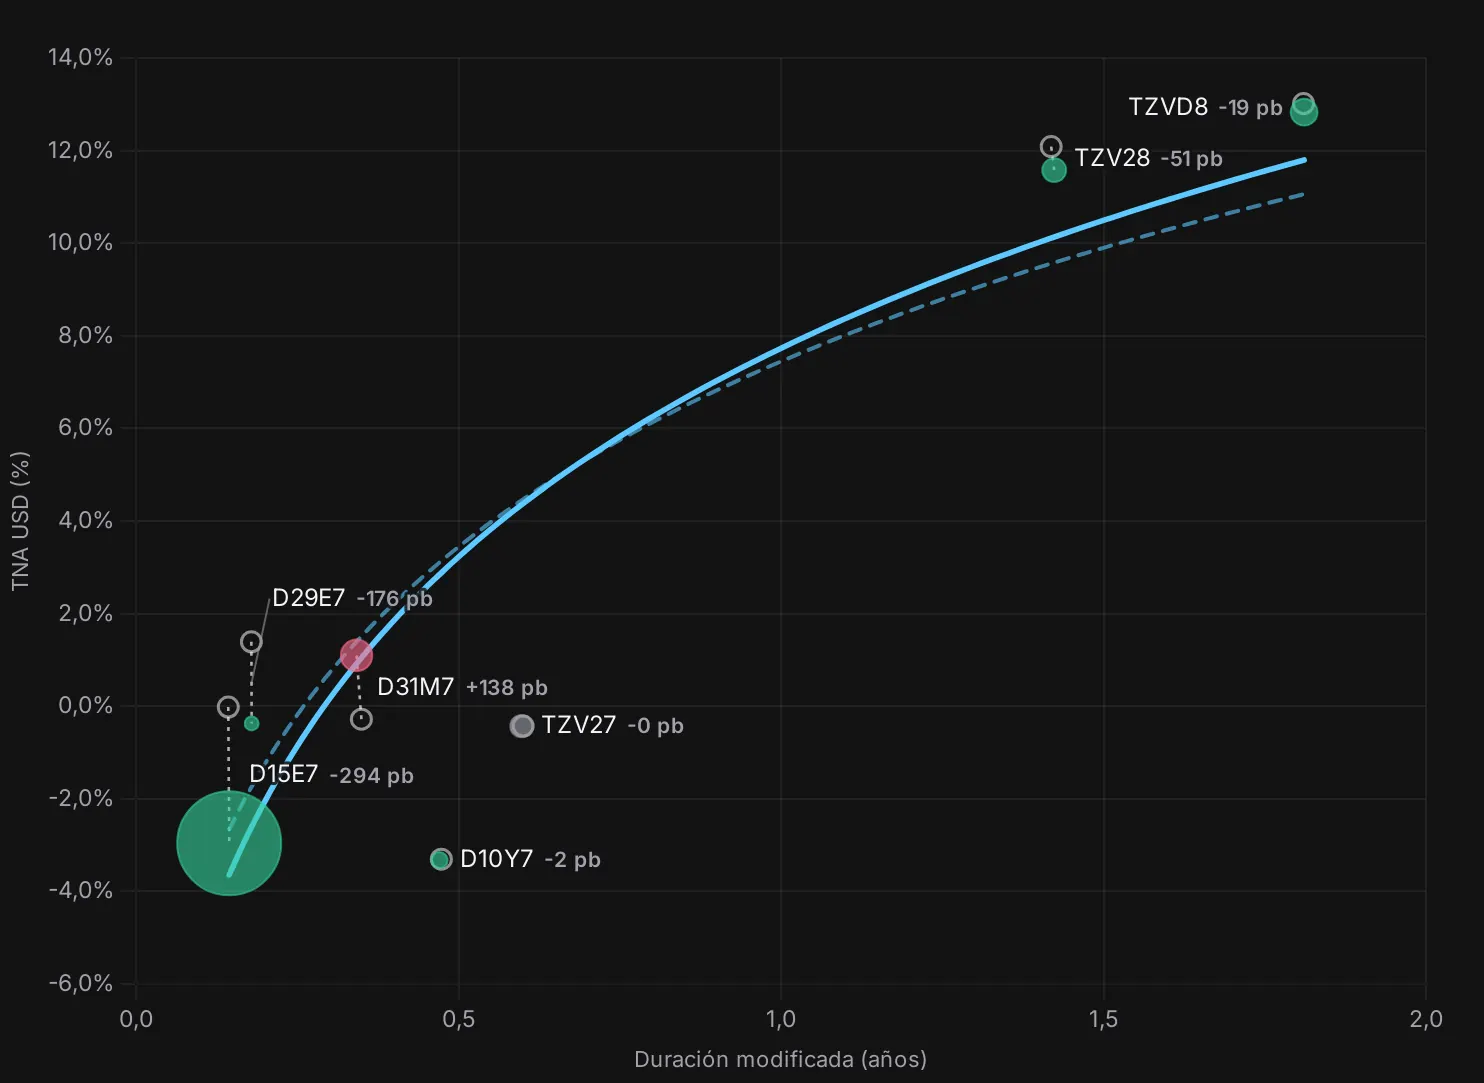 14,0%
12,0%
10,0%
8,0%
6,0%
4,0%
2,0%
0,0%
-2,0%
-4,0%
-6,0%
TNA USD (%)
TZVD8 -19 pb
TZV28 -51 pb
D29E7 -176 pb
D31M7 +138 pb
TZV27 -0 pb
D15E7 -294 pb
D10Y7 -2 pb
0,0 0,5 1,0 1,5 2,0
Duración modificada (años)